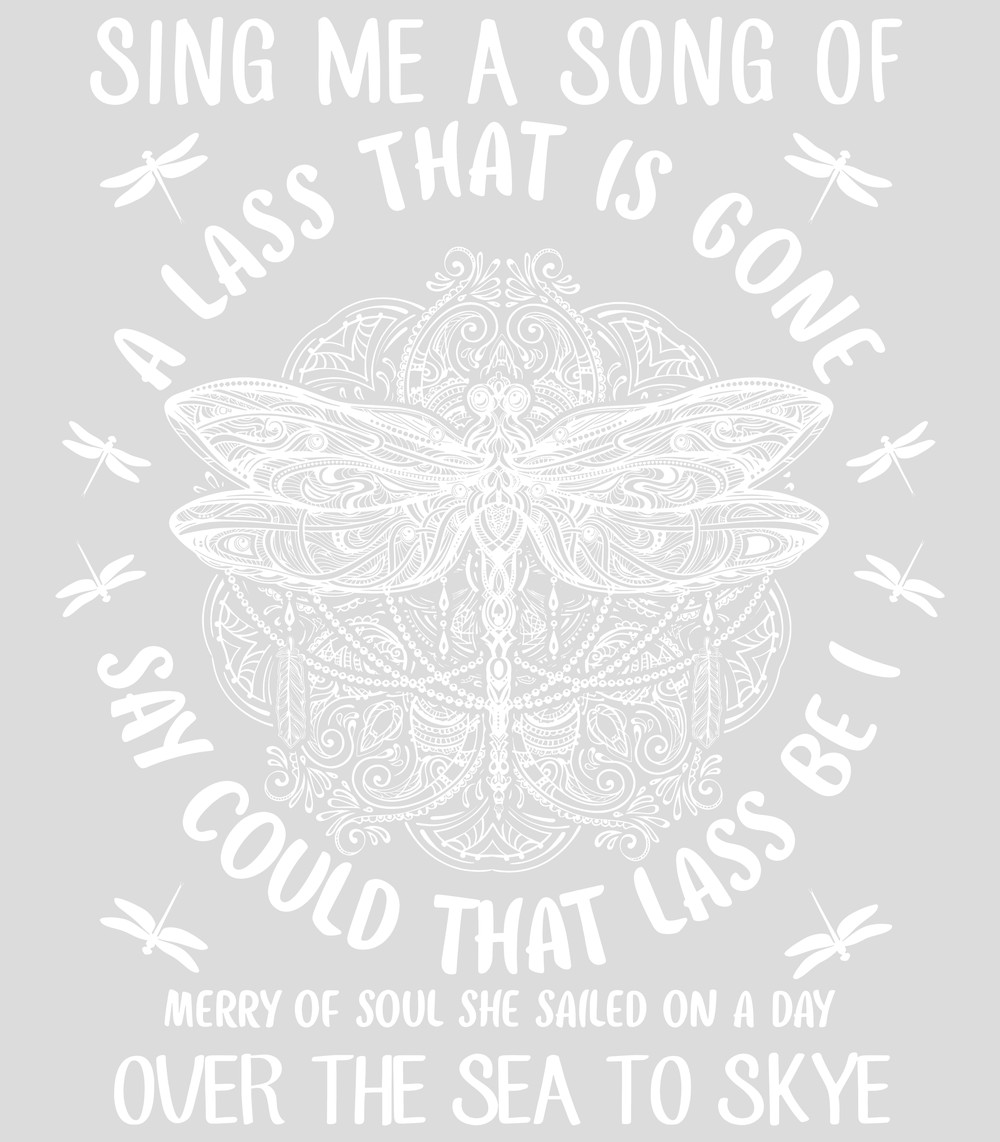 SING ME A SONG OF
A LASS THAT IS GONE
SAY COULD THAT LASS BE I
MERRY OF SOUL SHE SAILED ON A DAY
OVER THE SEA TO SKYE